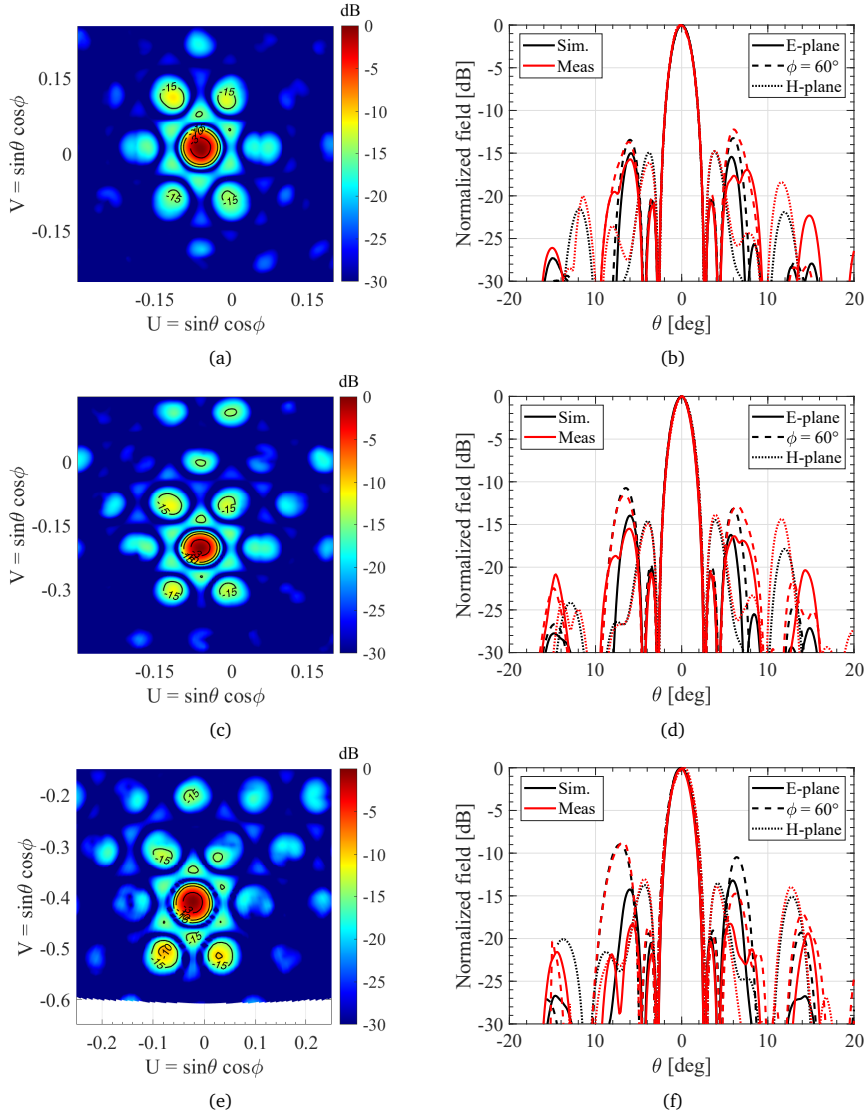 dB
0
-5
-10
-15
-20
-25
-30
0.15
0
-0.15
-0.15 0 0.15
V = sinθ cosϕ
U = sinθ cosϕ
-15
-15
-10
-15
-15
(a)
0
-5
-10
-15
-20
-25
-30
-20 10 0 10 20
Normalized field [dB]
θ [deg]
Sim.
Meas
E-plane
ϕ = 60°
H-plane
(b)
dB
0
-5
-10
-15
-20
-25
-30
0
-0.15
-0.3
-0.15 0 0.15
V = sinθ cosϕ
U = sinθ cosϕ
-15
-15
-15
-15
(c)
0
-5
-10
-15
-20
-25
-30
-20 10 0 10 20
Normalized field [dB]
θ [deg]
Sim.
Meas
E-plane
ϕ = 60°
H-plane
(d)
dB
0
-5
-10
-15
-20
-25
-30
-0.2
-0.3
-0.4
-0.5
-0.6
-0.2 -0.1 0 0.1 0.2
V = sinθ cosϕ
U = sinθ cosϕ
-15
-15
-15
-10
-15
-15
(e)
0
-5
-10
-15
-20
-25
-30
-20 10 0 10 20
Normalized field [dB]
θ [deg]
Sim.
Meas
E-plane
ϕ = 60°
H-plane
(f)